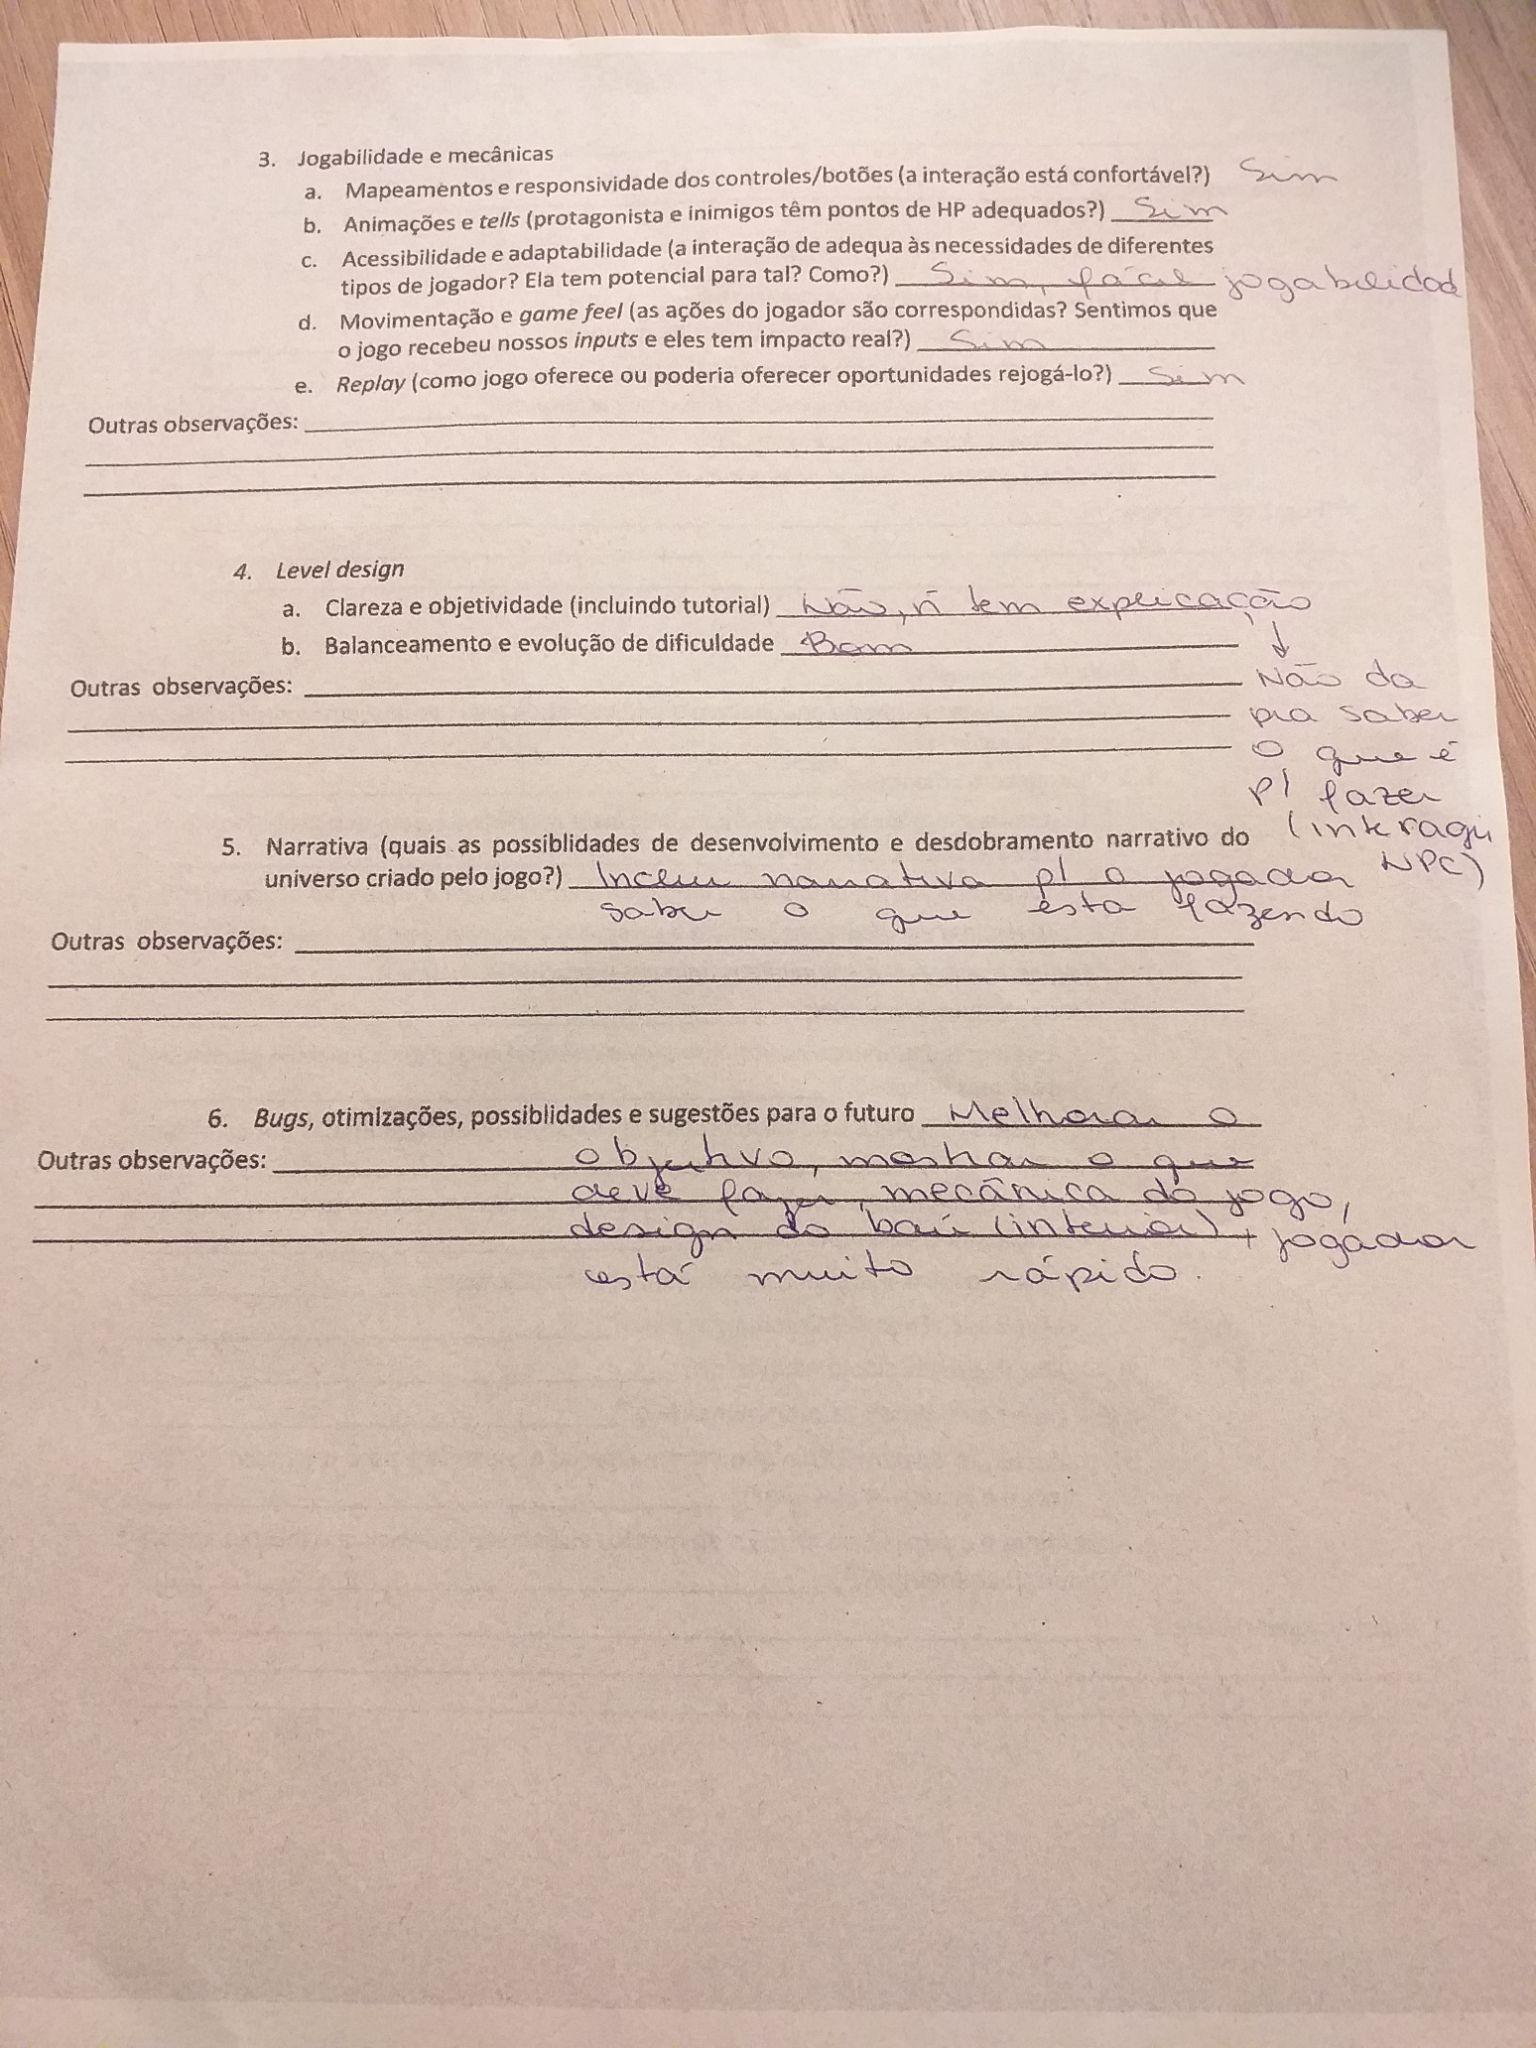 3. Jogabilidade e mecânicas
a. Mapeamentos e responsividade dos controles/botões (a interação está confortável?) Sim
b. Animações e tells (protagonista e inimigos têm pontos de HP adequados?) Sim
c. Acessibilidade e adaptabilidade (a interação de adequa às necessidades de diferentes
tipos de jogador? Ela tem potencial para tal? Como?) Sim, fácil jogabilidad
d. Movimentação e game feel (as ações do jogador são correspondidas? Sentimos que
o jogo recebeu nossos inputs e eles tem impacto real?) Sim
e. Replay (como jogo oferece ou poderia oferecer oportunidades rejogá-lo?) Sim
Outras observações:
4. Level design
a. Clareza e objetividade (incluindo tutorial) Não, ñ tem explicação
b. Balanceamento e evolução de dificuldade Bom
Outras observações:
Não da
pra saber
o que é
p/ fazer
(interagir
NPC)
5. Narrativa (quais as possiblidades de desenvolvimento e desdobramento narrativo do
universo criado pelo jogo?) Incluir narrativa p/ o jogador
saber o que esta fazendo
Outras observações:
6. Bugs, otimizações, possiblidades e sugestões para o futuro Melhorar o
Outras observações: objetivo, mostrar o que
deve fazer, mecânica do jogo,
design do baú (interior) + jogador
está muito rápido.